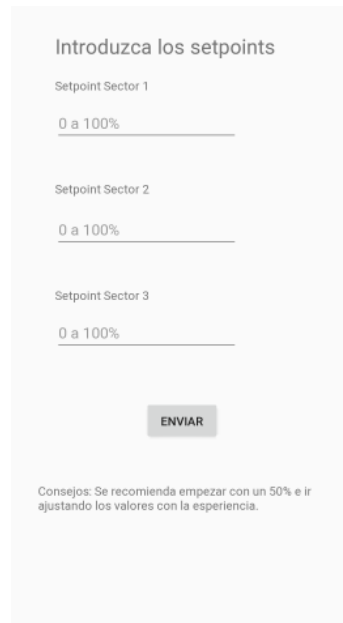 Introduzca los setpoints
Setpoint Sector 1
0 a 100%
Setpoint Sector 2
0 a 100%
Setpoint Sector 3
0 a 100%
ENVIAR
Consejos: Se recomienda empezar con un 50% e ir
ajustando los valores con la esperiencia.